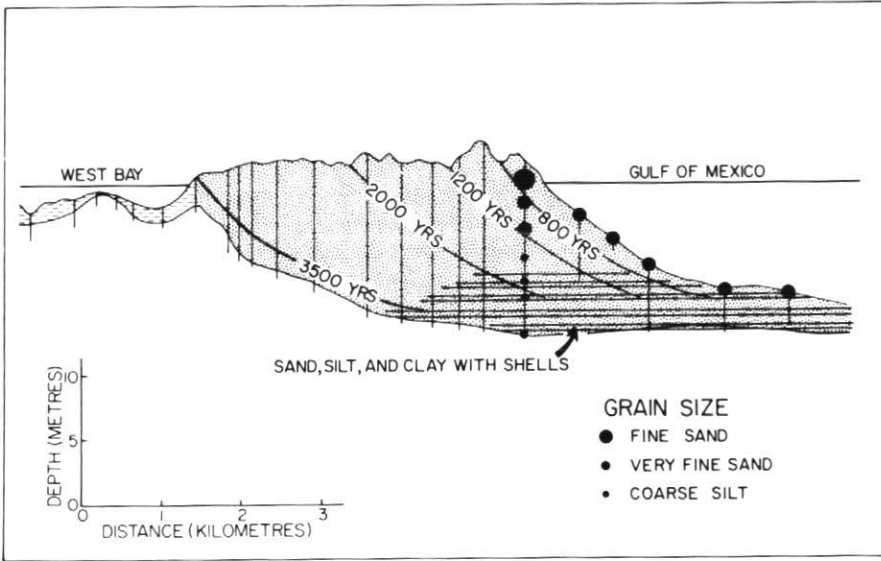 WEST BAY
GULF OF MEXICO
3500 YRS
2000 YRS
1200 YRS
800 YRS
SAND, SILT, AND CLAY WITH SHELLS
DEPTH (METRES)
10
5
0
0 1 2 3
DISTANCE (KILOMETRES)
GRAIN SIZE
FINE SAND
VERY FINE SAND
COARSE SILT